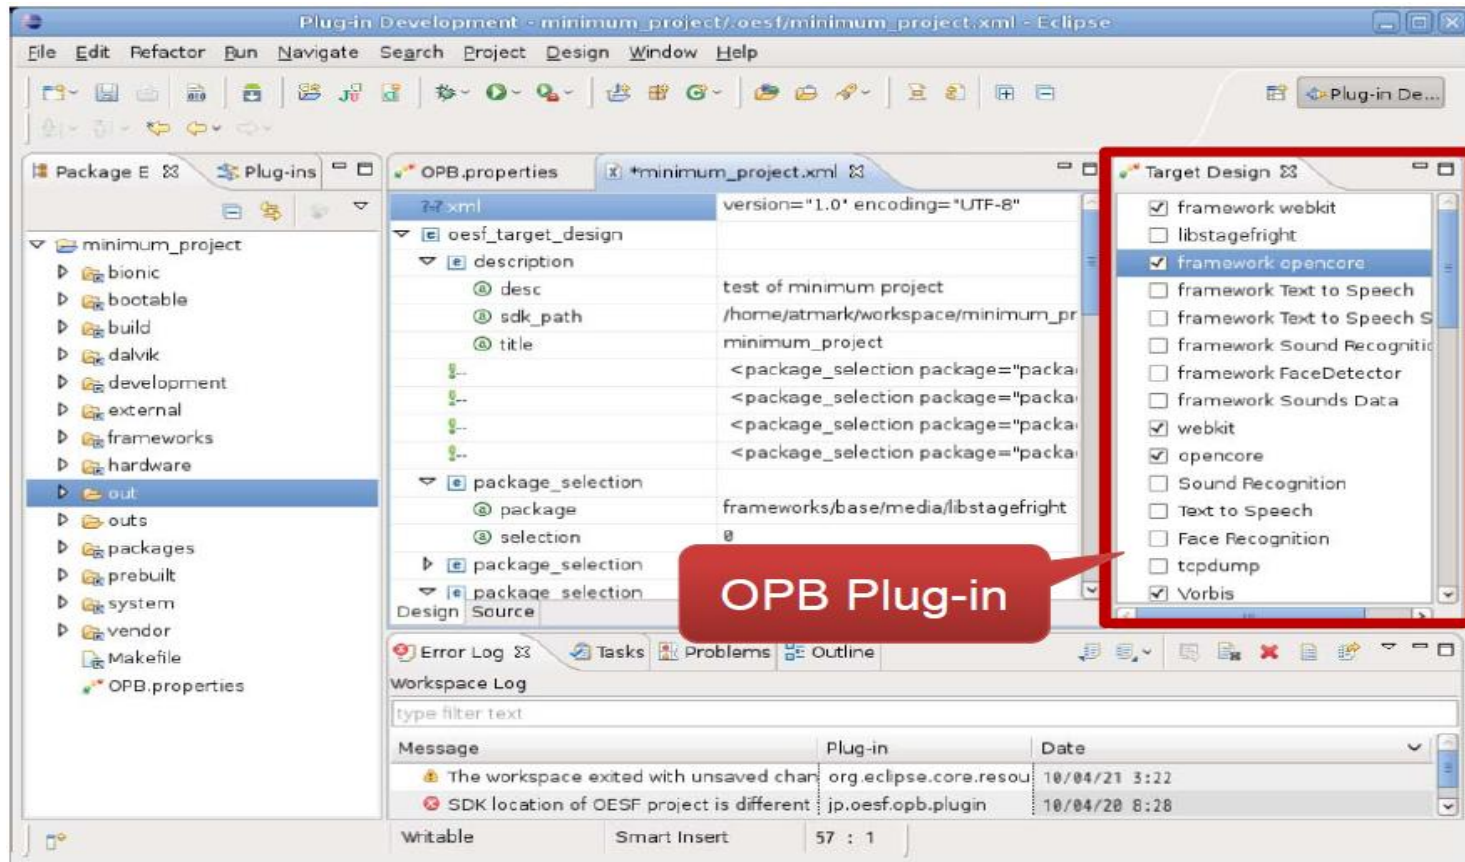 Plug-in Development - minimum_project/.oesf/minimum_project.xml - Eclipse
File Edit Refactor Run Navigate Search Project Design Window Help
Plug-in De...
Package E
Plug-ins
minimum_project
bionic
bootable
build
dalvik
development
external
frameworks
hardware
out
outs
packages
prebuilt
system
vendor
Makefile
OPB.properties
OPB.properties
*minimum_project.xml
?-? xml version="1.0" encoding="UTF-8"
oesf_target_design
description
desc test of minimum project
sdk_path /home/atmark/workspace/minimum_pr
title minimum_project
<package_selection package="packa
<package_selection package="packa
<package_selection package="packa
<package_selection package="packa
package_selection
package frameworks/base/media/libstagefright
selection 0
package_selection
package_selection
Design Source
Target Design
framework webkit
libstagefright
framework opencore
framework Text to Speech
framework Text to Speech S
framework Sound Recognitic
framework FaceDetector
framework Sounds Data
webkit
opencore
Sound Recognition
Text to Speech
Face Recognition
tcpdump
Vorbis
OPB Plug-in
Error Log Tasks Problems Outline
Workspace Log
type filter text
Message Plug-in Date
The workspace exited with unsaved chan org.eclipse.core.resou 10/04/21 3:22
SDK location of OESF project is different jp.oesf.opb.plugin 10/04/20 8:28
Writable Smart Insert 57 : 1